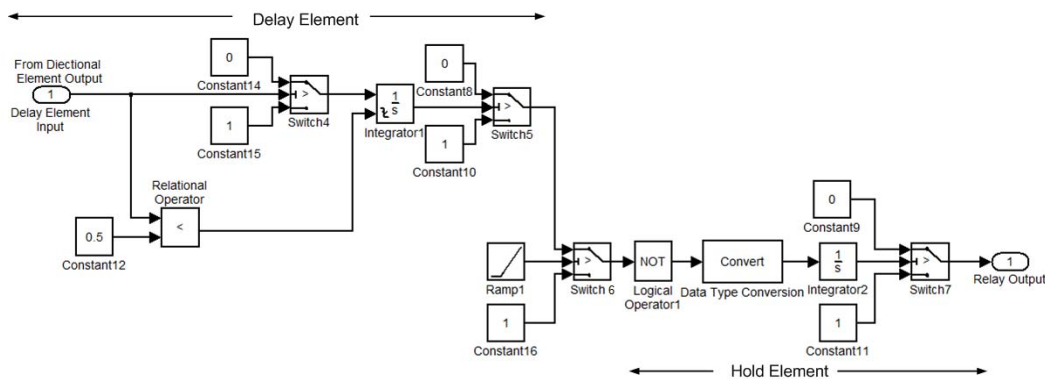 Delay Element
From Diectional
Element Output
1
Delay Element
Input
0
Constant14
1
Constant15
>
Switch4
1
s
Integrator1
0
Constant8
1
Constant10
>
Switch5
Relational
Operator
<
0.5
Constant12
Ramp1
1
Constant16
>
Switch 6
NOT
Logical
Operator1
Convert
Data Type Conversion
1
s
Integrator2
0
Constant9
1
Constant11
>
Switch7
1
Relay Output
Hold Element